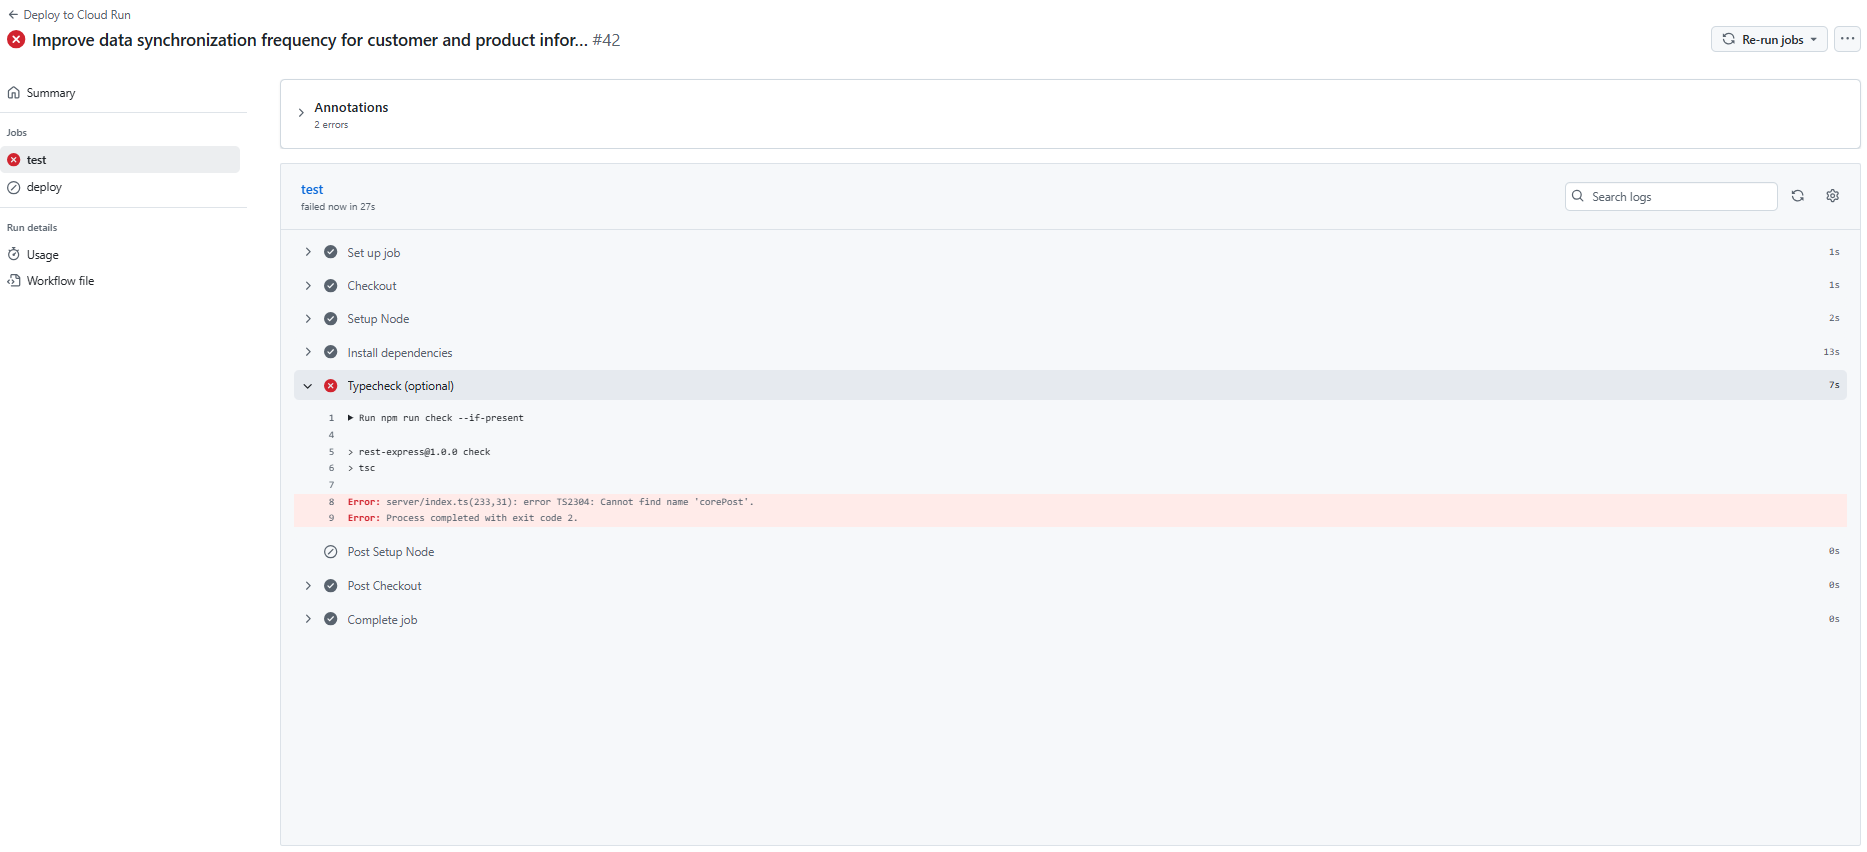 Deploy to Cloud Run
Improve data synchronization frequency for customer and product infor... #42
Re-run jobs
Summary
Jobs
test
deploy
Run details
Usage
Workflow file
Annotations
2 errors
test
failed now in 27s
Search logs
Set up job 1s
Checkout 1s
Setup Node 2s
Install dependencies 13s
Typecheck (optional) 7s
1 Run npm run check --if-present
4
5 > rest-express@1.0.0 check
6 > tsc
7
8 Error: server/index.ts(233,31): error TS2304: Cannot find name 'corePost'.
9 Error: Process completed with exit code 2.
Post Setup Node 0s
Post Checkout 0s
Complete job 0s